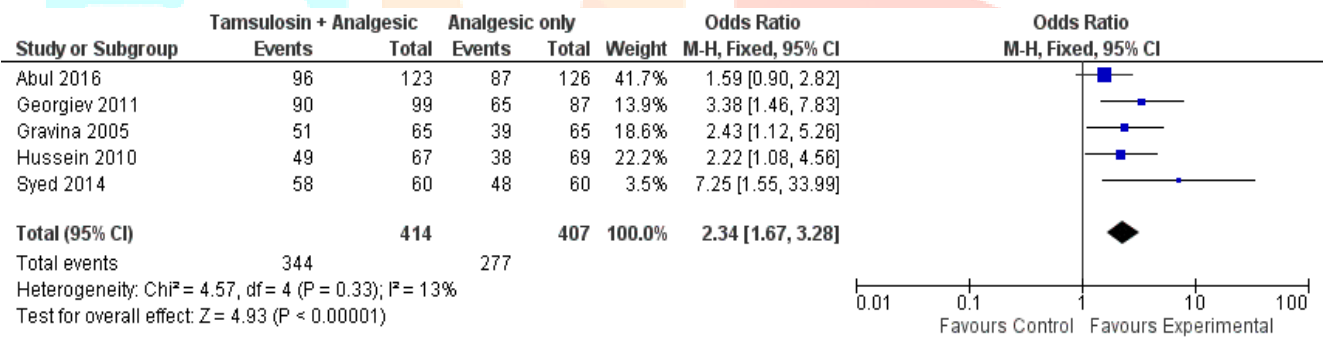 Tamsulosin + Analgesic Analgesic only Odds Ratio Odds Ratio
Study or Subgroup Events Total Events Total Weight M-H, Fixed, 95% CI M-H, Fixed, 95% CI
Abul 2016 96 123 87 126 41.7% 1.59 [0.90, 2.82]
Georgiev 2011 90 99 65 87 13.9% 3.38 [1.46, 7.83]
Gravina 2005 51 65 39 65 18.6% 2.43 [1.12, 5.26]
Hussein 2010 49 67 38 69 22.2% 2.22 [1.08, 4.56]
Syed 2014 58 60 48 60 3.5% 7.25 [1.55, 33.99]
Total (95% CI) 414 407 100.0% 2.34 [1.67, 3.28]
Total events 344 277
Heterogeneity: Chi² = 4.57, df = 4 (P = 0.33); I² = 13%
Test for overall effect: Z = 4.93 (P < 0.00001)
0.01 0.1 1 10 100
Favours Control Favours Experimental